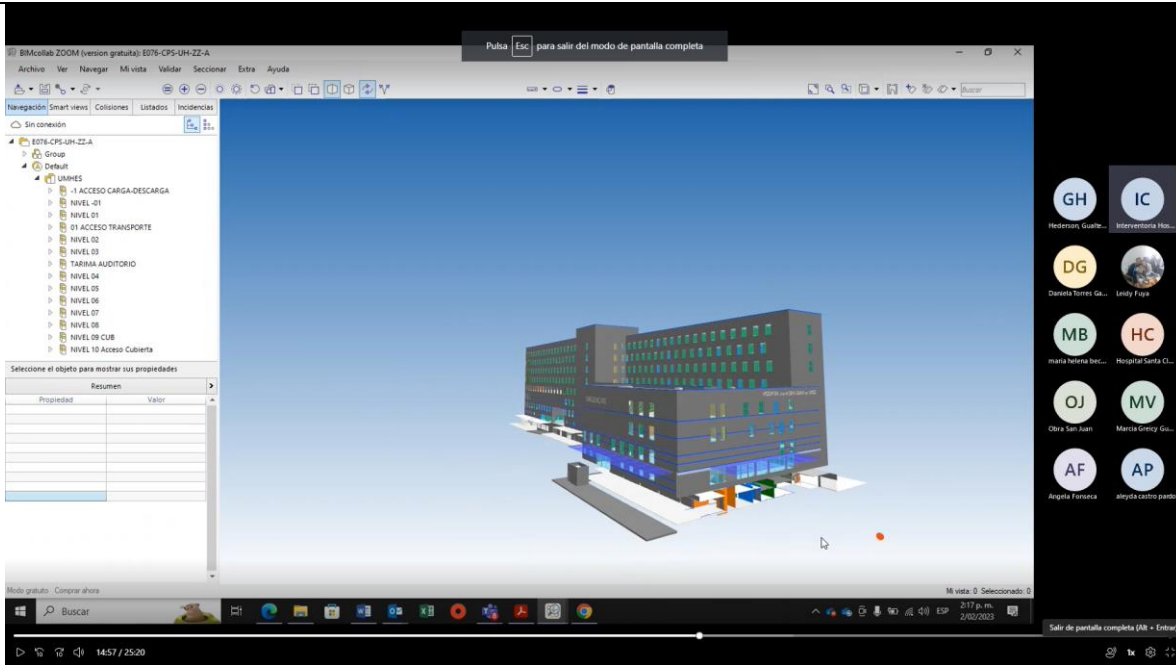 Pulsa Esc para salir del modo de pantalla completa
BIMcollab ZOOM (version gratuita): E076-CPS-UH-ZZ-A
Archivo Ver Navegar Mi vista Validar Seccionar Extra Ayuda
Buscar
Navegación Smart views Colisiones Listados Incidencias
Sin conexión
E076-CPS-UH-ZZ-A
Group
Default
UMHES
-1 ACCESO CARGA-DESCARGA
NIVEL -01
NIVEL 01
01 ACCESO TRANSPORTE
NIVEL 02
NIVEL 03
TARIMA AUDITORIO
NIVEL 04
NIVEL 05
NIVEL 06
NIVEL 07
NIVEL 08
NIVEL 09 CUB
NIVEL 10 Acceso Cubierta
Seleccione el objeto para mostrar sus propiedades
Resumen
Propiedad Valor
URGENCIAS
GH IC
Hederson, Gualte... Interventoria Hos...
DG
Daniela Torres Ga... Leidy Fuya
MB HC
maria helena bec... Hospital Santa Cl...
OJ MV
Obra San Juan Marcia Greicy Gu...
AF AP
Angela Fonseca aleyda castro pardo
Modo gratuito Comprar ahora
Mi vista: 0 Seleccionado: 0
Buscar
ESP
2:17 p. m.
2/02/2023
Salir de pantalla completa (Alt + Entrar)
14:57 / 25:20
1x